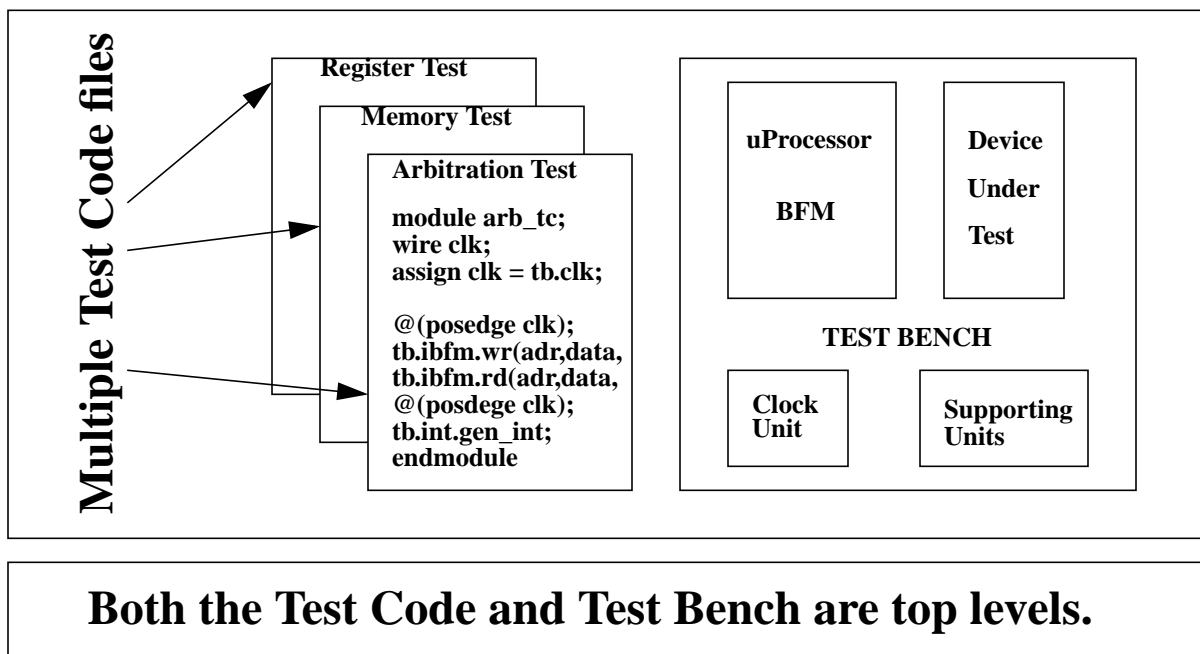 Multiple Test Code files
Register Test
Memory Test
Arbitration Test
module arb_tc;
wire clk;
assign clk = tb.clk;
@(posedge clk);
tb.ibfm.wr(adr,data,
tb.ibfm.rd(adr,data,
@(posdege clk);
tb.int.gen_int;
endmodule
uProcessor
BFM
Device
Under
Test
TEST BENCH
Clock
Unit
Supporting
Units
Both the Test Code and Test Bench are top levels.